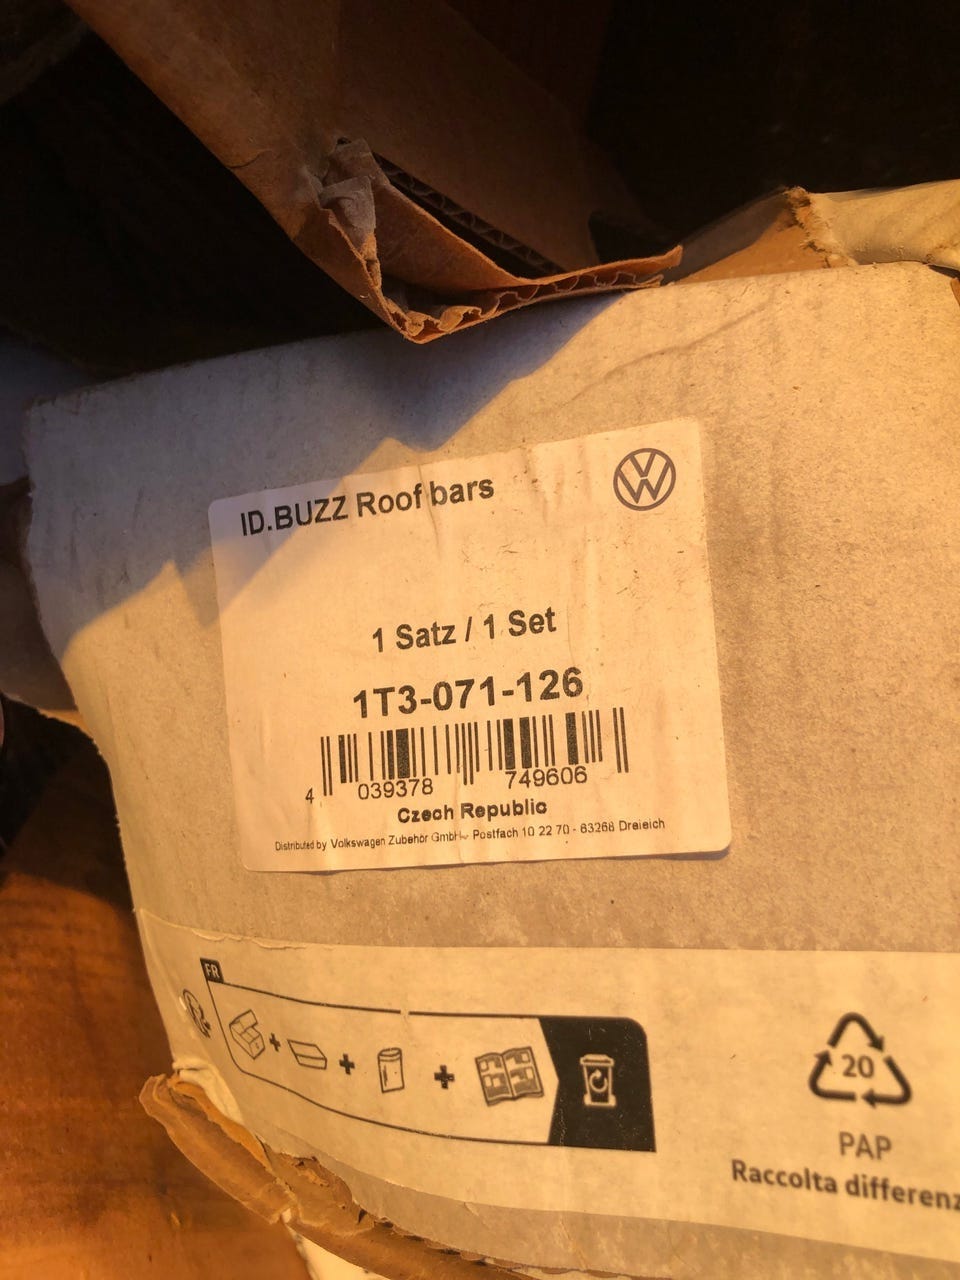 ID.BUZZ Roof bars
1 Satz / 1 Set
1T3-071-126
4 039378 749606
Czech Republic
Distributed by Volkswagen Zubehör GmbH - Postfach 10 22 70 - 63268 Dreieich
FR
20
PAP
Raccolta differenz